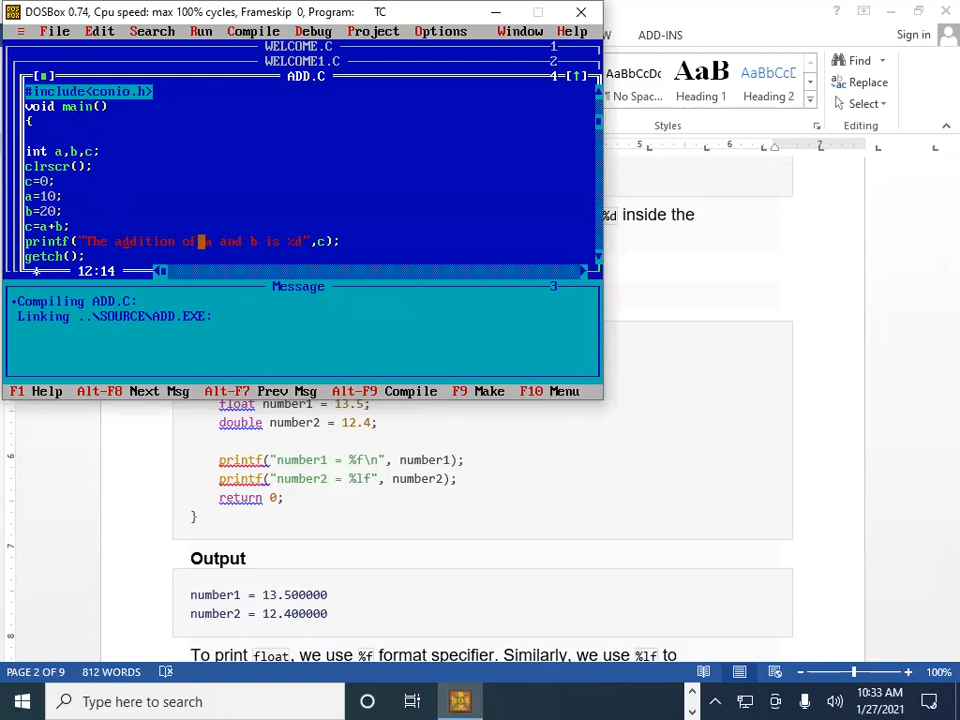 DOSBox 0.74, Cpu speed: max 100% cycles, Frameskip 0, Program: TC
File Edit Search Run Compile Debug Project Options Window Help
WELCOME.C 1
WELCOME1.C 2
ADD.C 4
#include<conio.h>
void main()
{
int a,b,c;
clrscr();
c=0;
a=10;
b=20;
c=a+b;
printf("The addition of a and b is %d",c);
getch();
12:14
Message 3
Compiling ADD.C:
Linking ..\SOURCE\ADD.EXE:
F1 Help Alt-F8 Next Msg Alt-F7 Prev Msg Alt-F9 Compile F9 Make F10 Menu
Sign in
W ADD-INS
AaBbCcDc AaB AaBbCcD
¶ No Spac... Heading 1 Heading 2
Styles
Find
Replace
Select
Editing
5 6 7
%d inside the
float number1 = 13.5;
double number2 = 12.4;
printf("number1 = %f\n", number1);
printf("number2 = %lf", number2);
return 0;
}
Output
number1 = 13.500000
number2 = 12.400000
To print float, we use %f format specifier. Similarly, we use %lf to
6
7
8
PAGE 2 OF 9 812 WORDS 100%
Type here to search
10:33 AM
1/27/2021